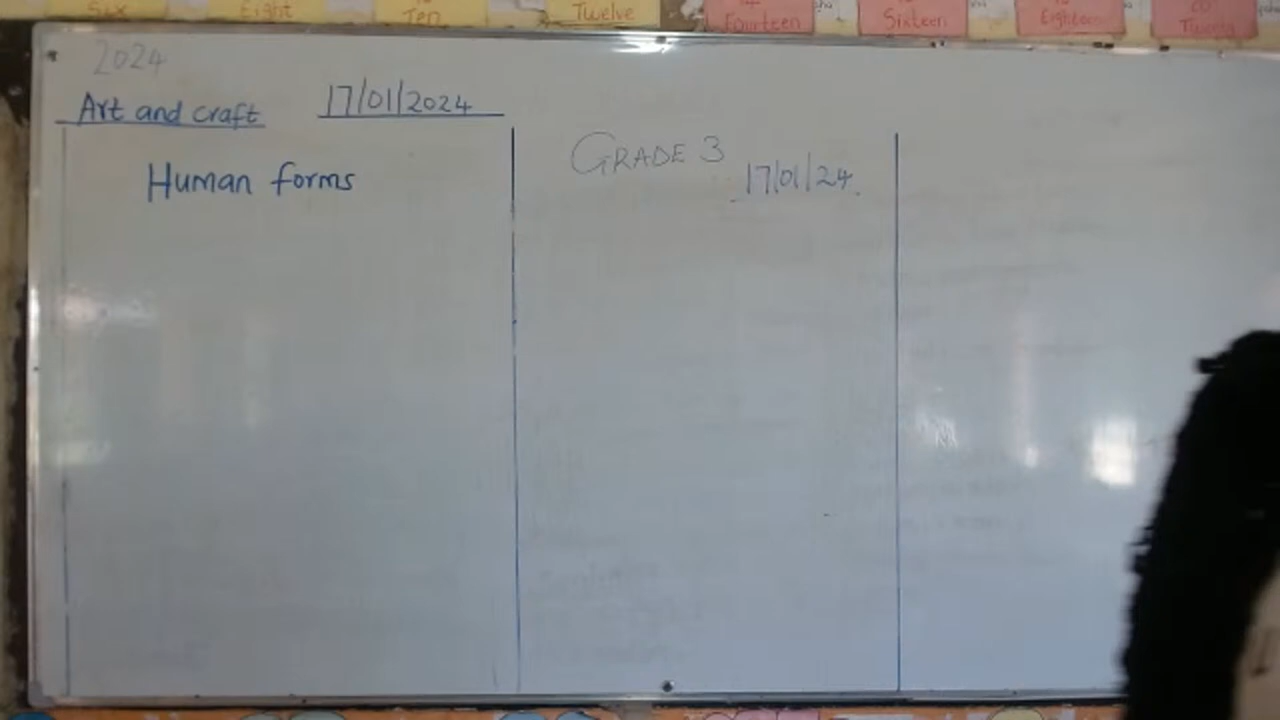 Six Eight Ten Twelve Fourteen Sixteen Eighteen Twenty
2024
Art and craft 17/01/2024
Human forms
GRADE 3
17/01/24